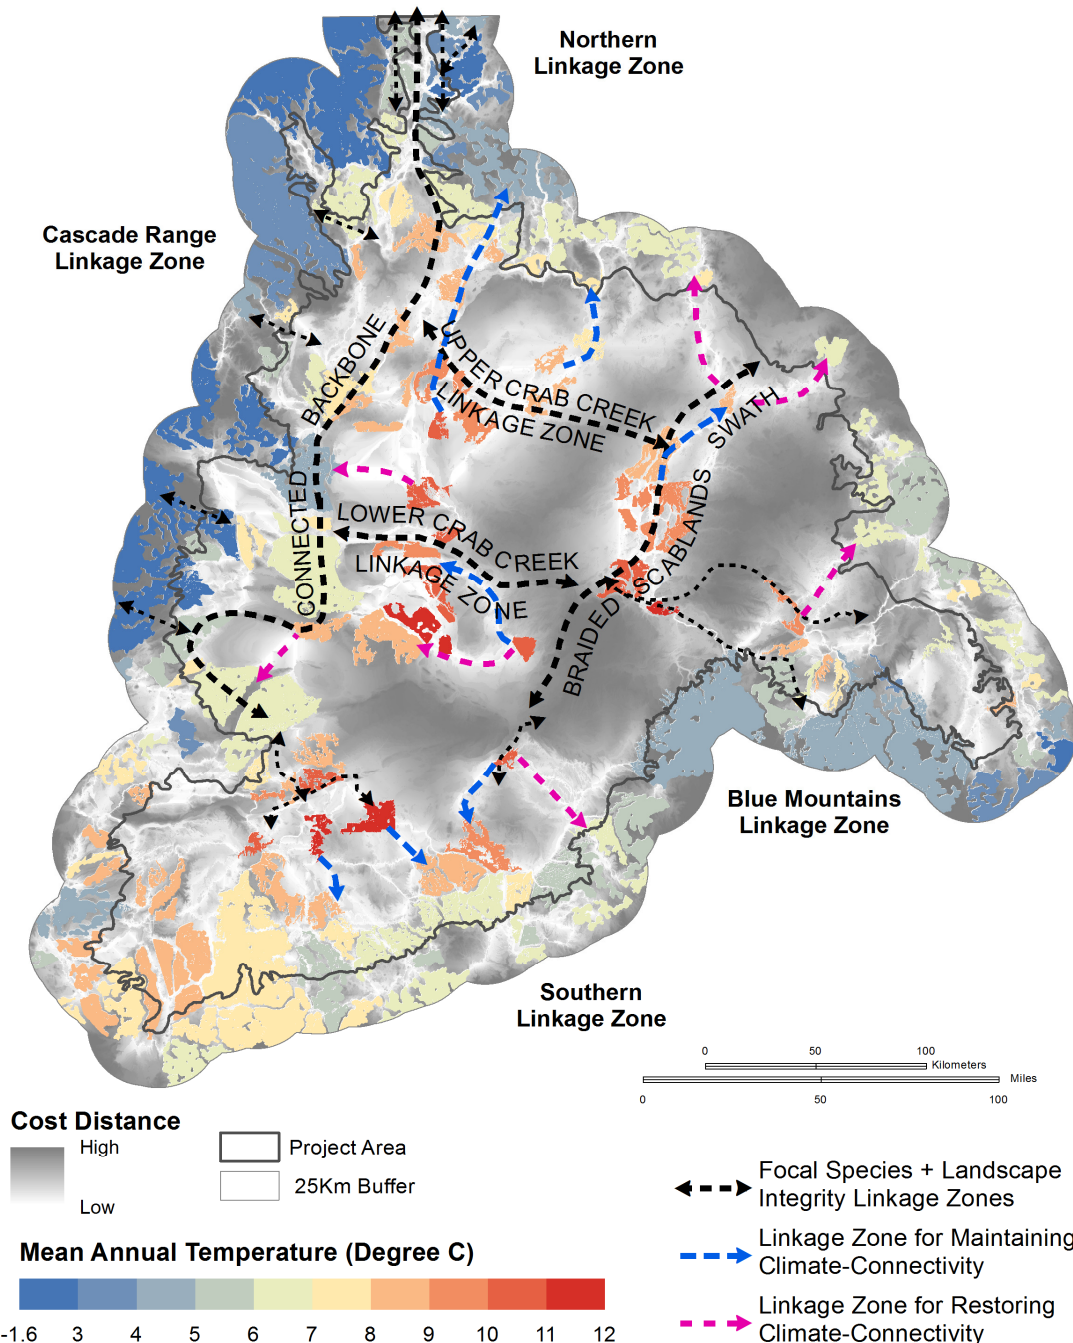 Northern
Linkage Zone
Cascade Range
Linkage Zone
BACKBONE
CONNECTED
UPPER CRAB CREEK
LINKAGE ZONE
SWATH
SCABLANDS
BRAIDED
LOWER CRAB CREEK
LINKAGE ZONE
Blue Mountains
Linkage Zone
Southern
Linkage Zone
0 50 100
Kilometers
Miles
0 50 100
Cost Distance
High
Low
Project Area
25Km Buffer
Mean Annual Temperature (Degree C)
-1.6 3 4 5 6 7 8 9 10 11 12
Focal Species + Landscape
Integrity Linkage Zones
Linkage Zone for Maintaining
Climate-Connectivity
Linkage Zone for Restoring
Climate-Connectivity